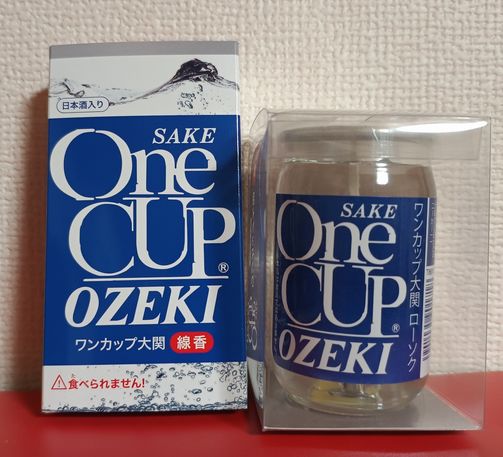 日本酒入り
SAKE
One
CUP®
OZEKI
ワンカップ大関 線香
食べられません!
SAKE
One
CUP®
OZEKI
ワンカップ大関 ローソク